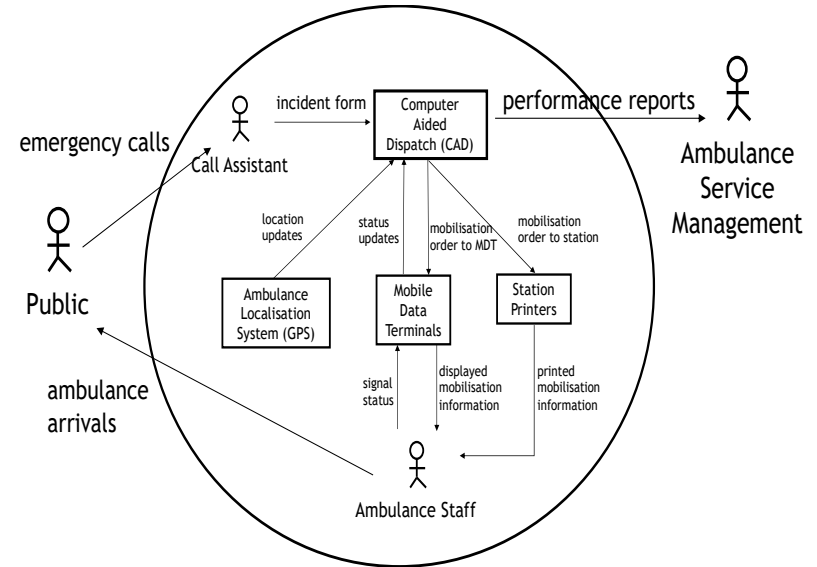 incident form
Computer
Aided
Dispatch (CAD)
performance reports
emergency calls
Call Assistant
Ambulance
Service
Management
location
updates
status
updates
mobilisation
order to MDT
mobilisation
order to station
Public
Ambulance
Localisation
System (GPS)
Mobile
Data
Terminals
Station
Printers
ambulance
arrivals
signal
status
displayed
mobilisation
information
printed
mobilisation
information
Ambulance Staff